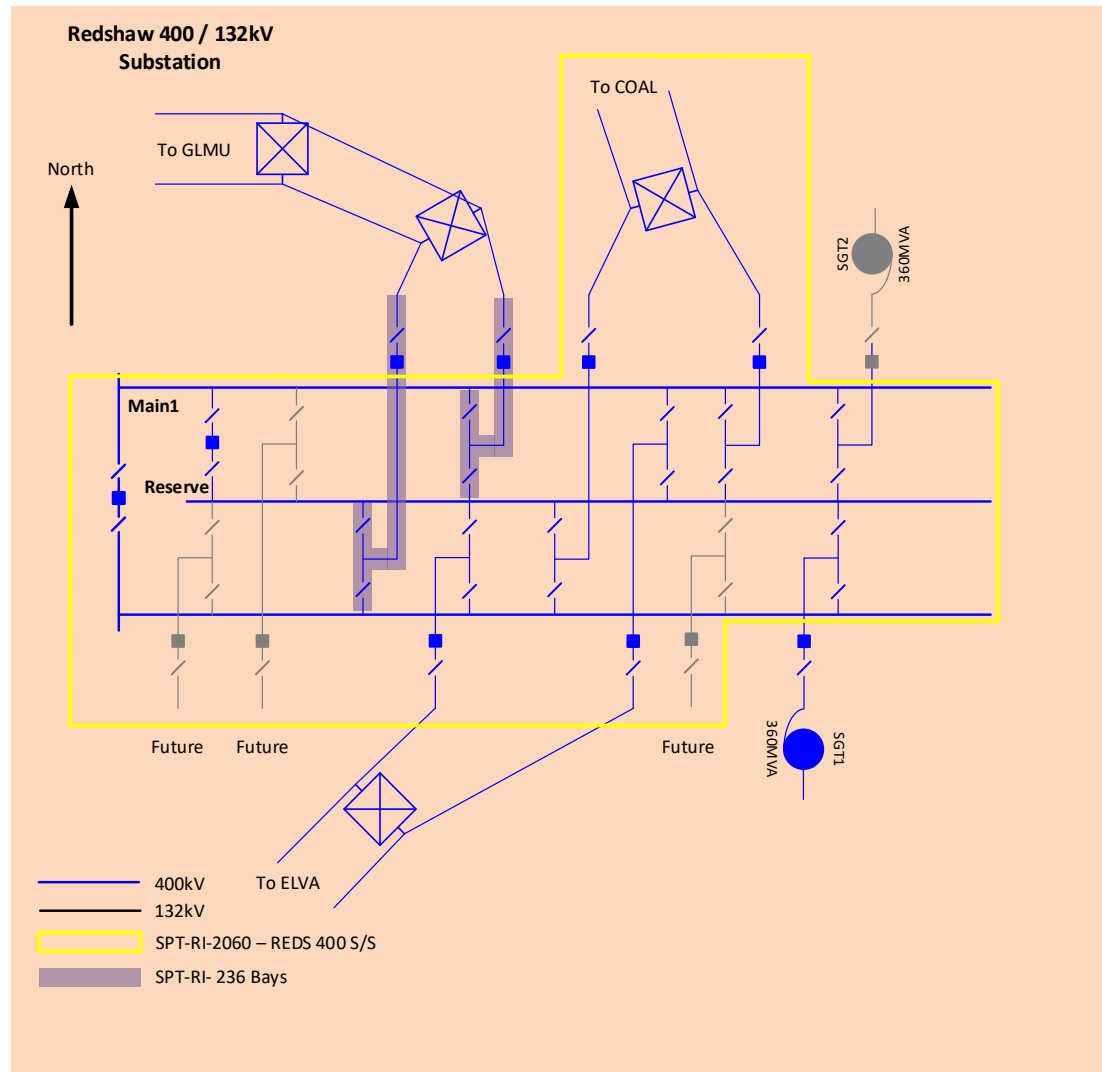 Redshaw 400 / 132kV
Substation
To COAL
To GLMU
North
SGT2
360MVA
Main1
Reserve
Future
Future
Future
360MVA
SGT1
To ELVA
400kV
132kV
SPT-RI-2060 – REDS 400 S/S
SPT-RI- 236 Bays